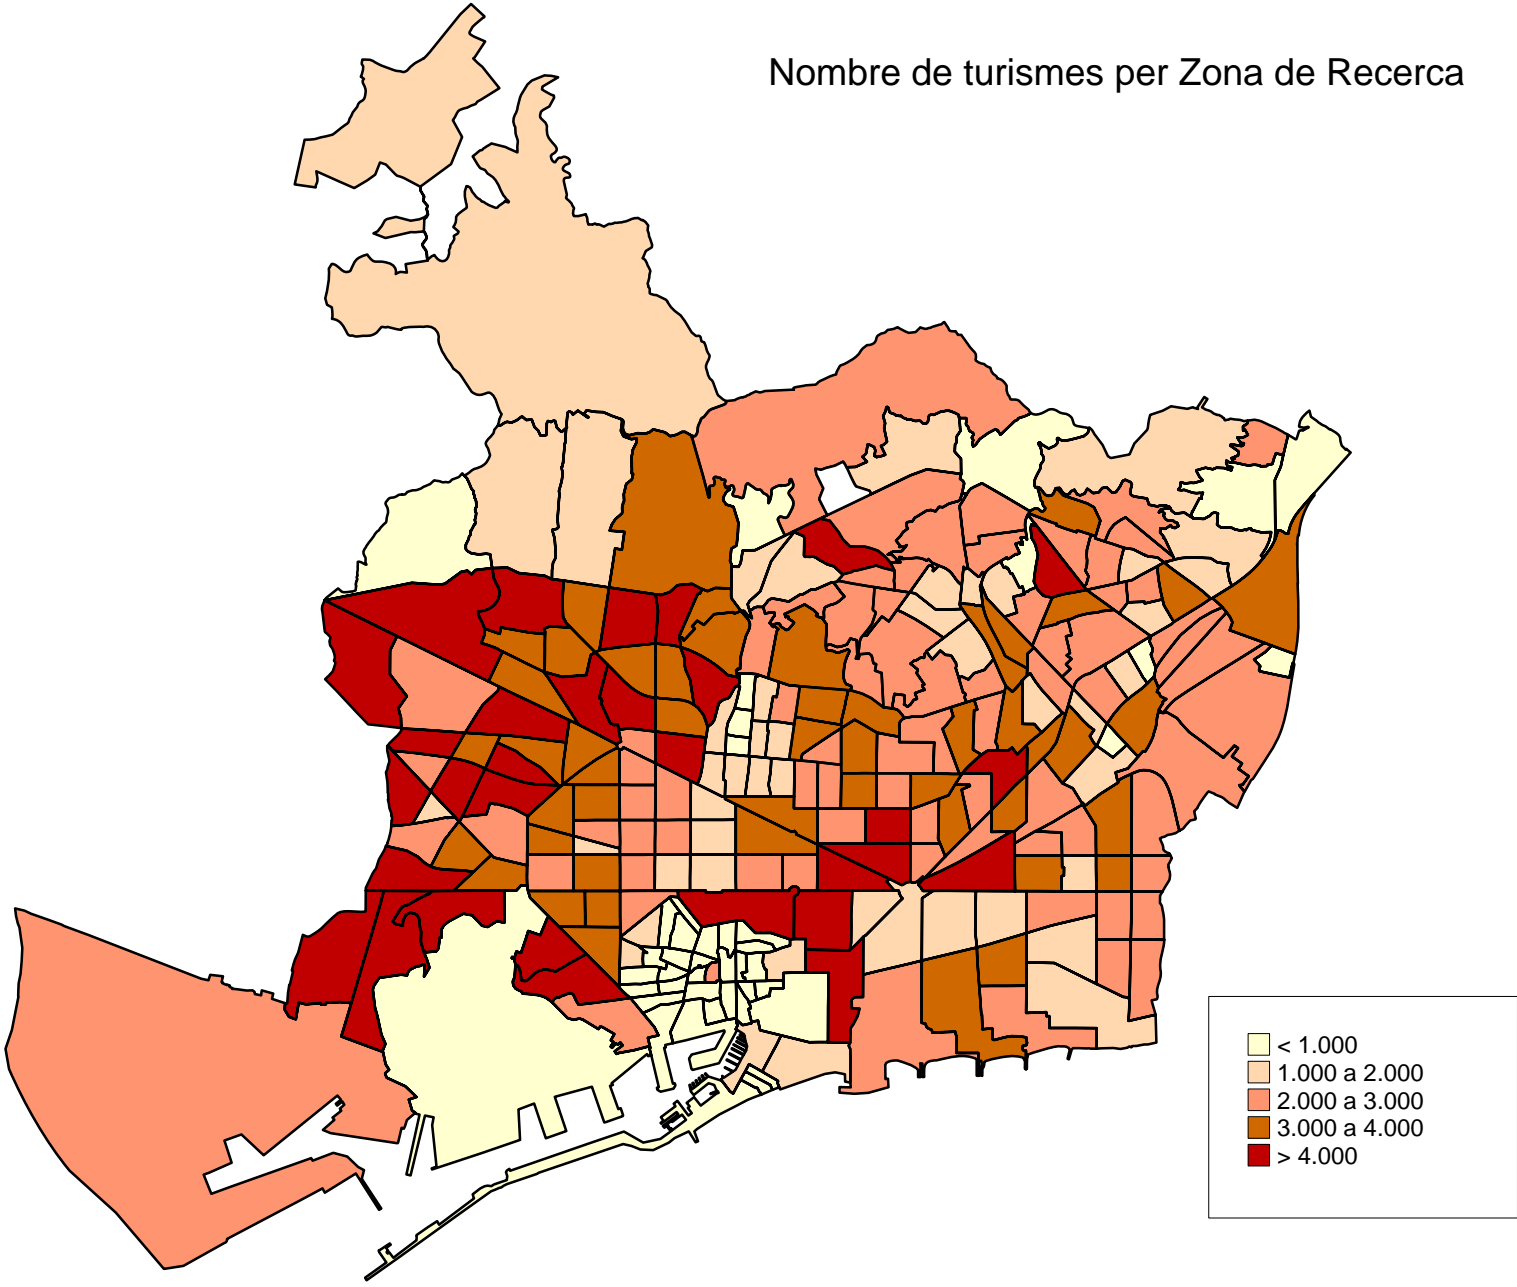 Nombre de turismes per Zona de Recerca
< 1.000
1.000 a 2.000
2.000 a 3.000
3.000 a 4.000
> 4.000